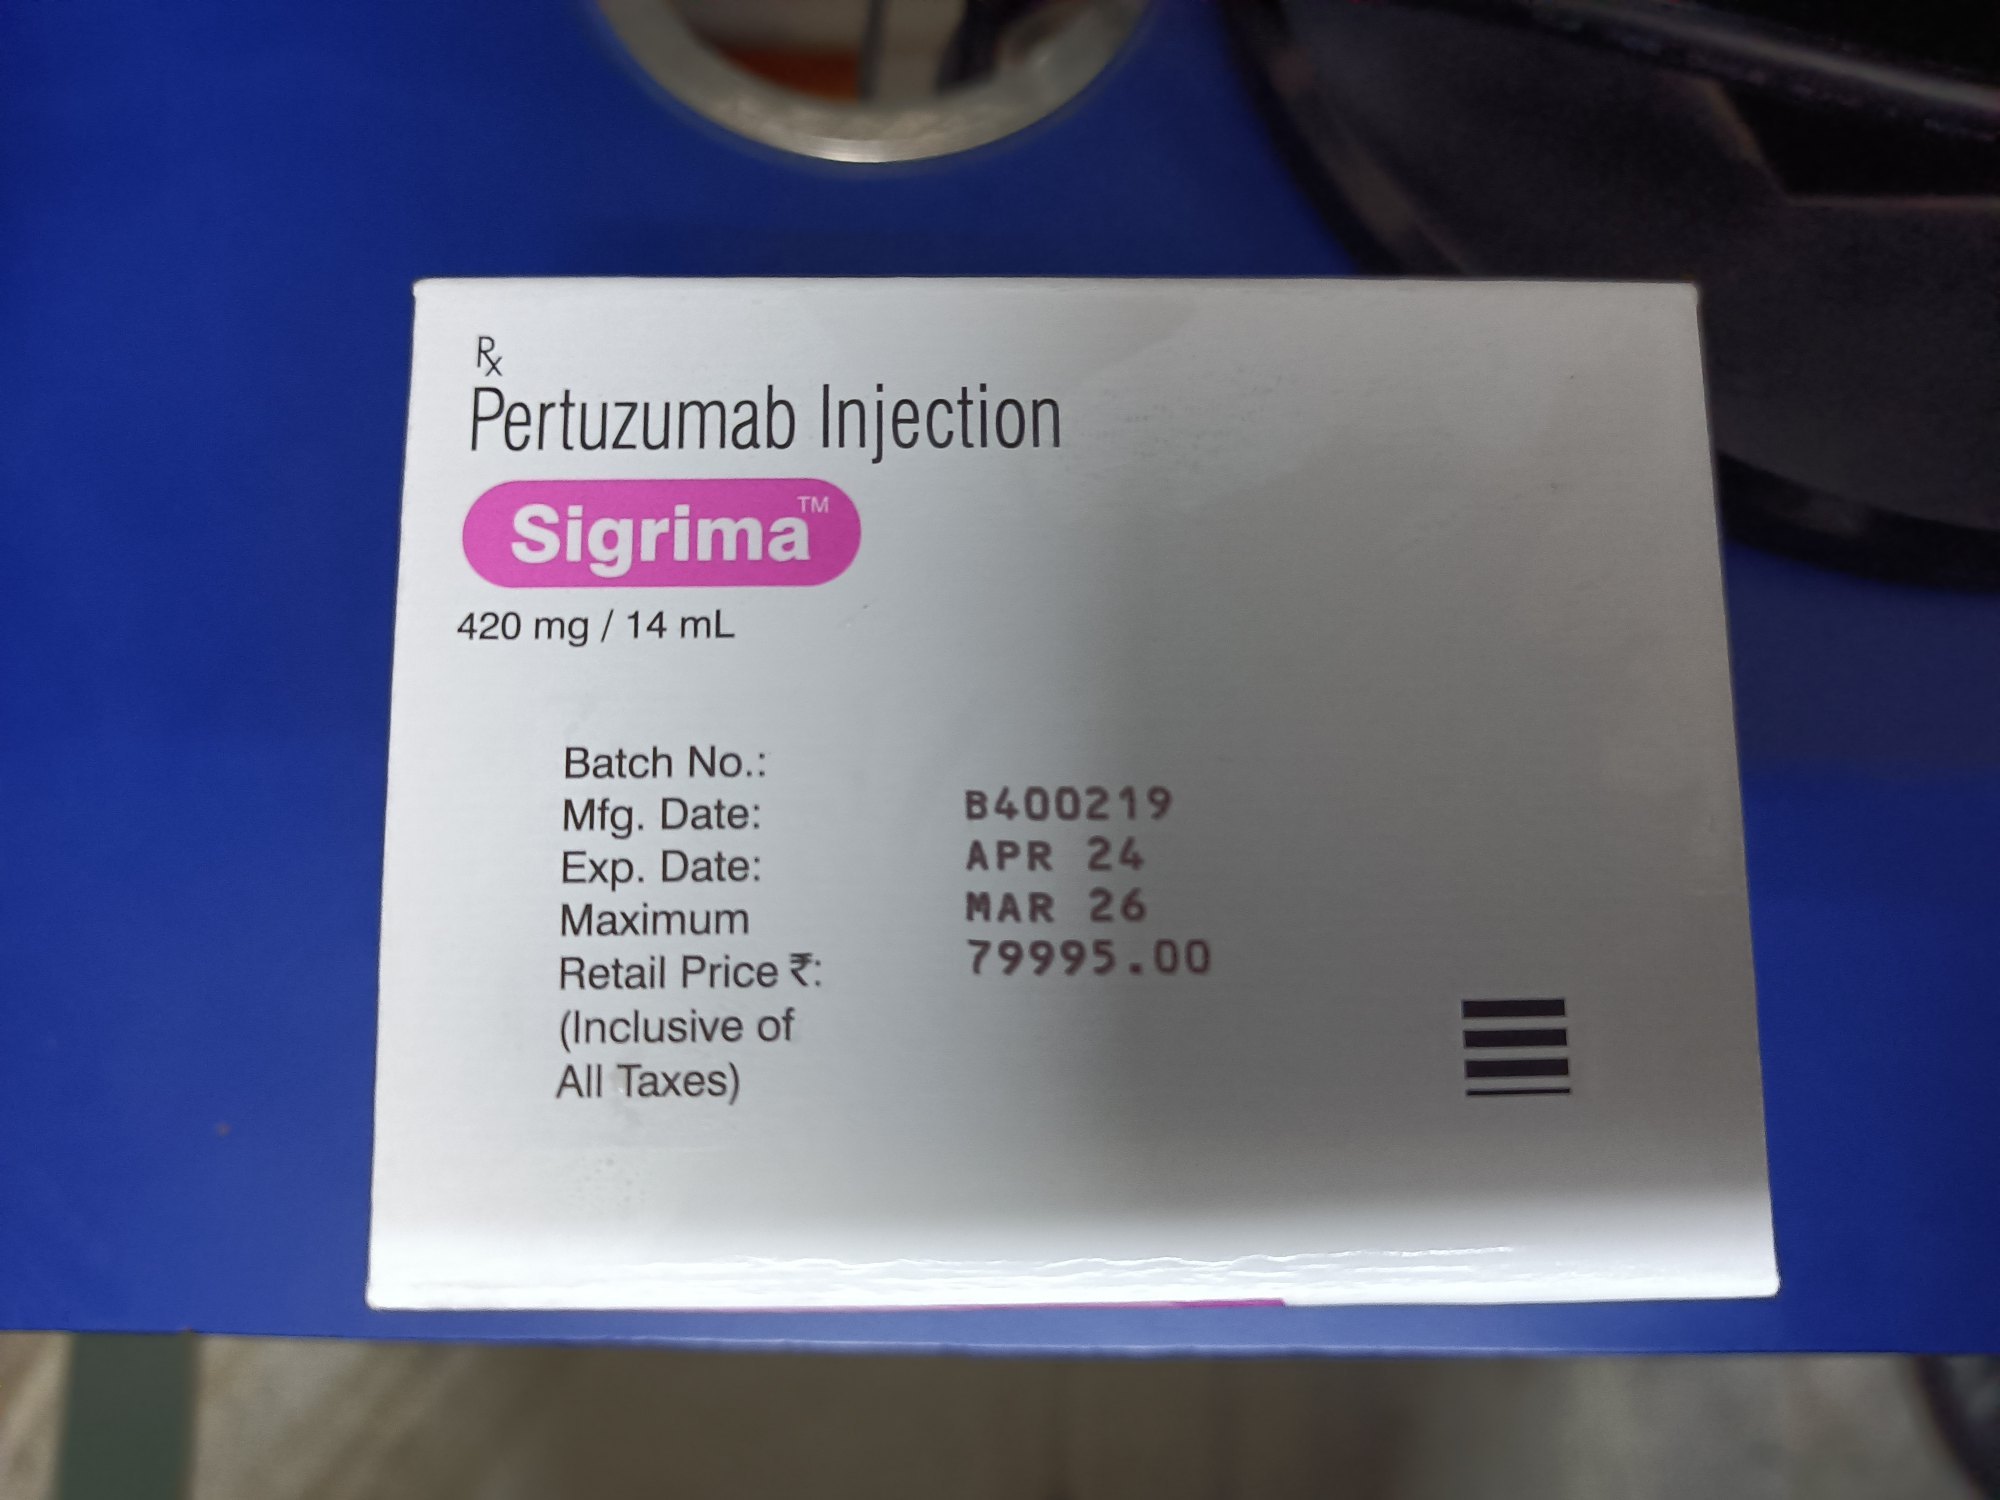 Rx
Pertuzumab Injection
Sigrima™
420 mg / 14 mL
Batch No.:
Mfg. Date:
Exp. Date:
Maximum
Retail Price ₹:
(Inclusive of
All Taxes)
B400219
APR 24
MAR 26
79995.00